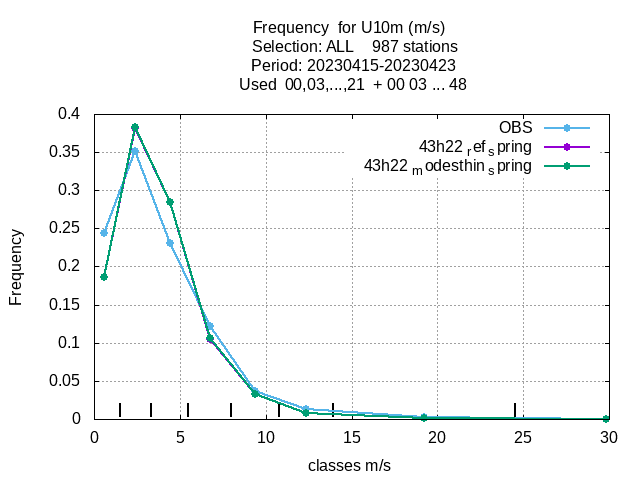 Frequency  for U10m (m/s)
Selection: ALL    987 stations
Period: 20230415-20230423
Used  00,03,...,21  + 00 03 ... 48
0.4
0.35
0.3
0.25
0.2
0.15
0.1
0.05
0
Frequency
OBS
43h22 ref spring
43h22 modesthin spring
0 5 10 15 20 25 30
classes m/s